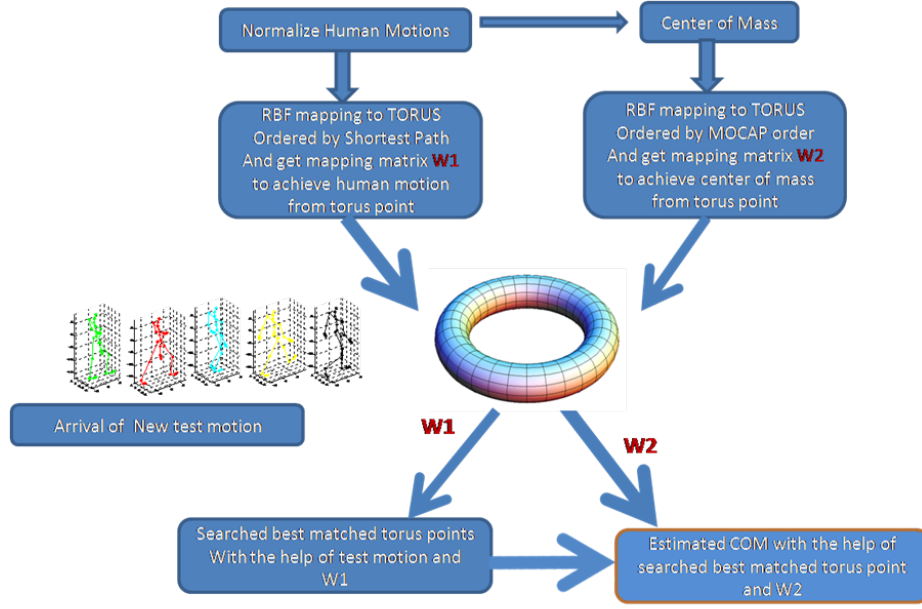 Normalize Human Motions
Center of Mass
RBF mapping to TORUS
Ordered by Shortest Path
And get mapping matrix W1
to achieve human motion
from torus point
RBF mapping to TORUS
Ordered by MOCAP order
And get mapping matrix W2
to achieve center of mass
from torus point
Arrival of New test motion
W1
W2
Searched best matched torus points
With the help of test motion and
W1
Estimated COM with the help of
searched best matched torus point
and W2